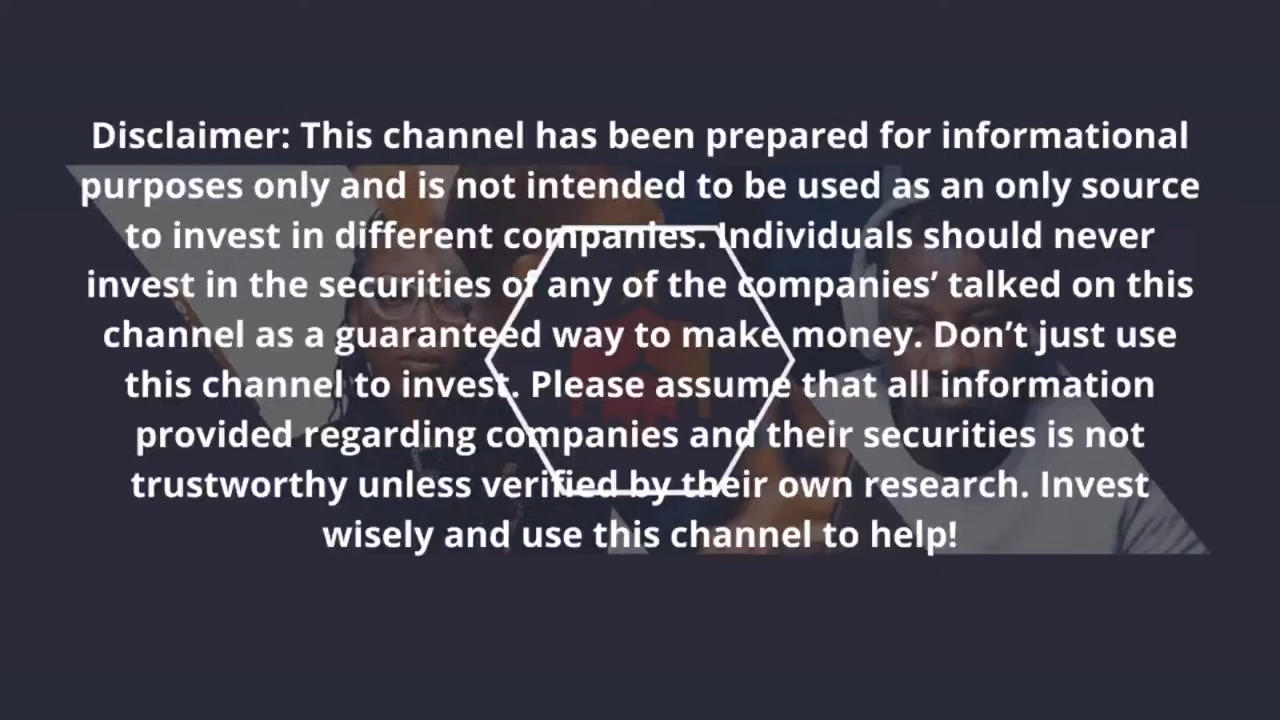 Disclaimer: This channel has been prepared for informational
purposes only and is not intended to be used as an only source
to invest in different companies. Individuals should never
invest in the securities of any of the companies’ talked on this
channel as a guaranteed way to make money. Don’t just use
this channel to invest. Please assume that all information
provided regarding companies and their securities is not
trustworthy unless verified by their own research. Invest
wisely and use this channel to help!